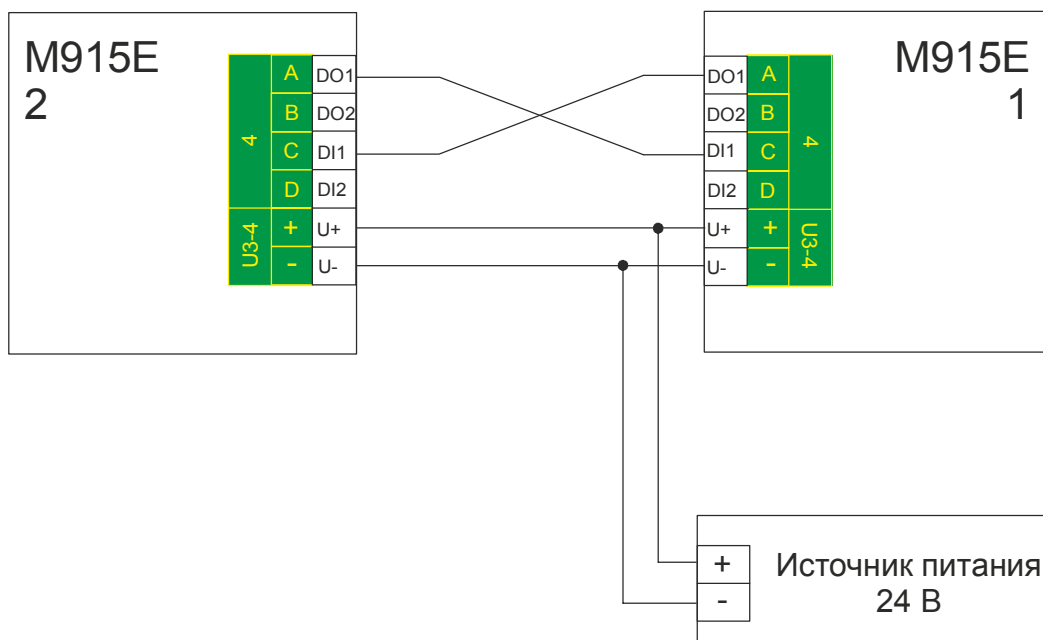 M915E
2
4
A
DO1
B
DO2
C
DI1
D
DI2
U3-4
+
U+
-
U-
M915E
1
DO1
A
DO2
B
DI1
C
DI2
D
4
U+
+
U-
-
U3-4
+
-
Источник питания
24 В